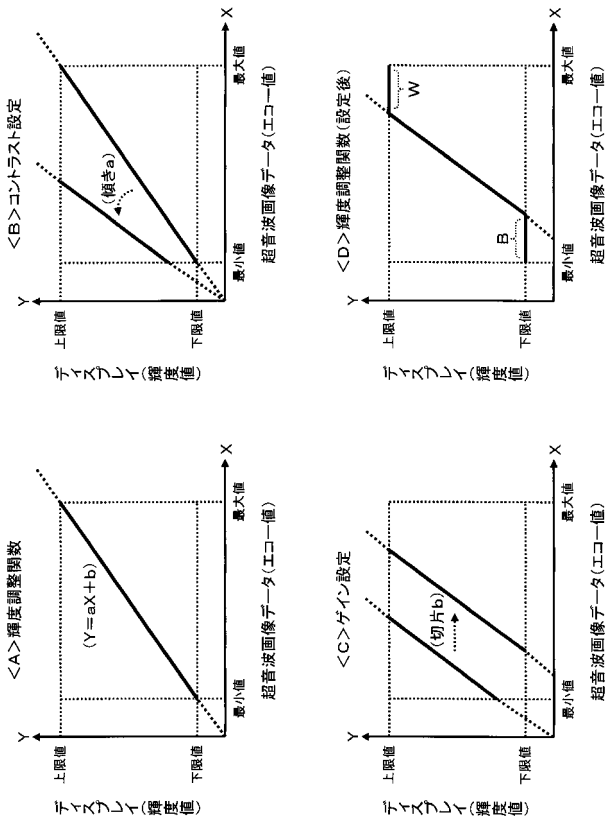 <A>輝度調整関数
Y
上限値
下限値
ディスプレイ(輝度値)
(Y=aX+b)
最小値
最大値
X
超音波画像データ(エコー値)
<B>コントラスト設定
Y
上限値
下限値
ディスプレイ(輝度値)
(傾きa)
最小値
最大値
X
超音波画像データ(エコー値)
<C>ゲイン設定
Y
上限値
下限値
ディスプレイ(輝度値)
(切片b)
最小値
最大値
X
超音波画像データ(エコー値)
<D>輝度調整関数(設定後)
Y
上限値
下限値
ディスプレイ(輝度値)
W
B
最小値
最大値
X
超音波画像データ(エコー値)